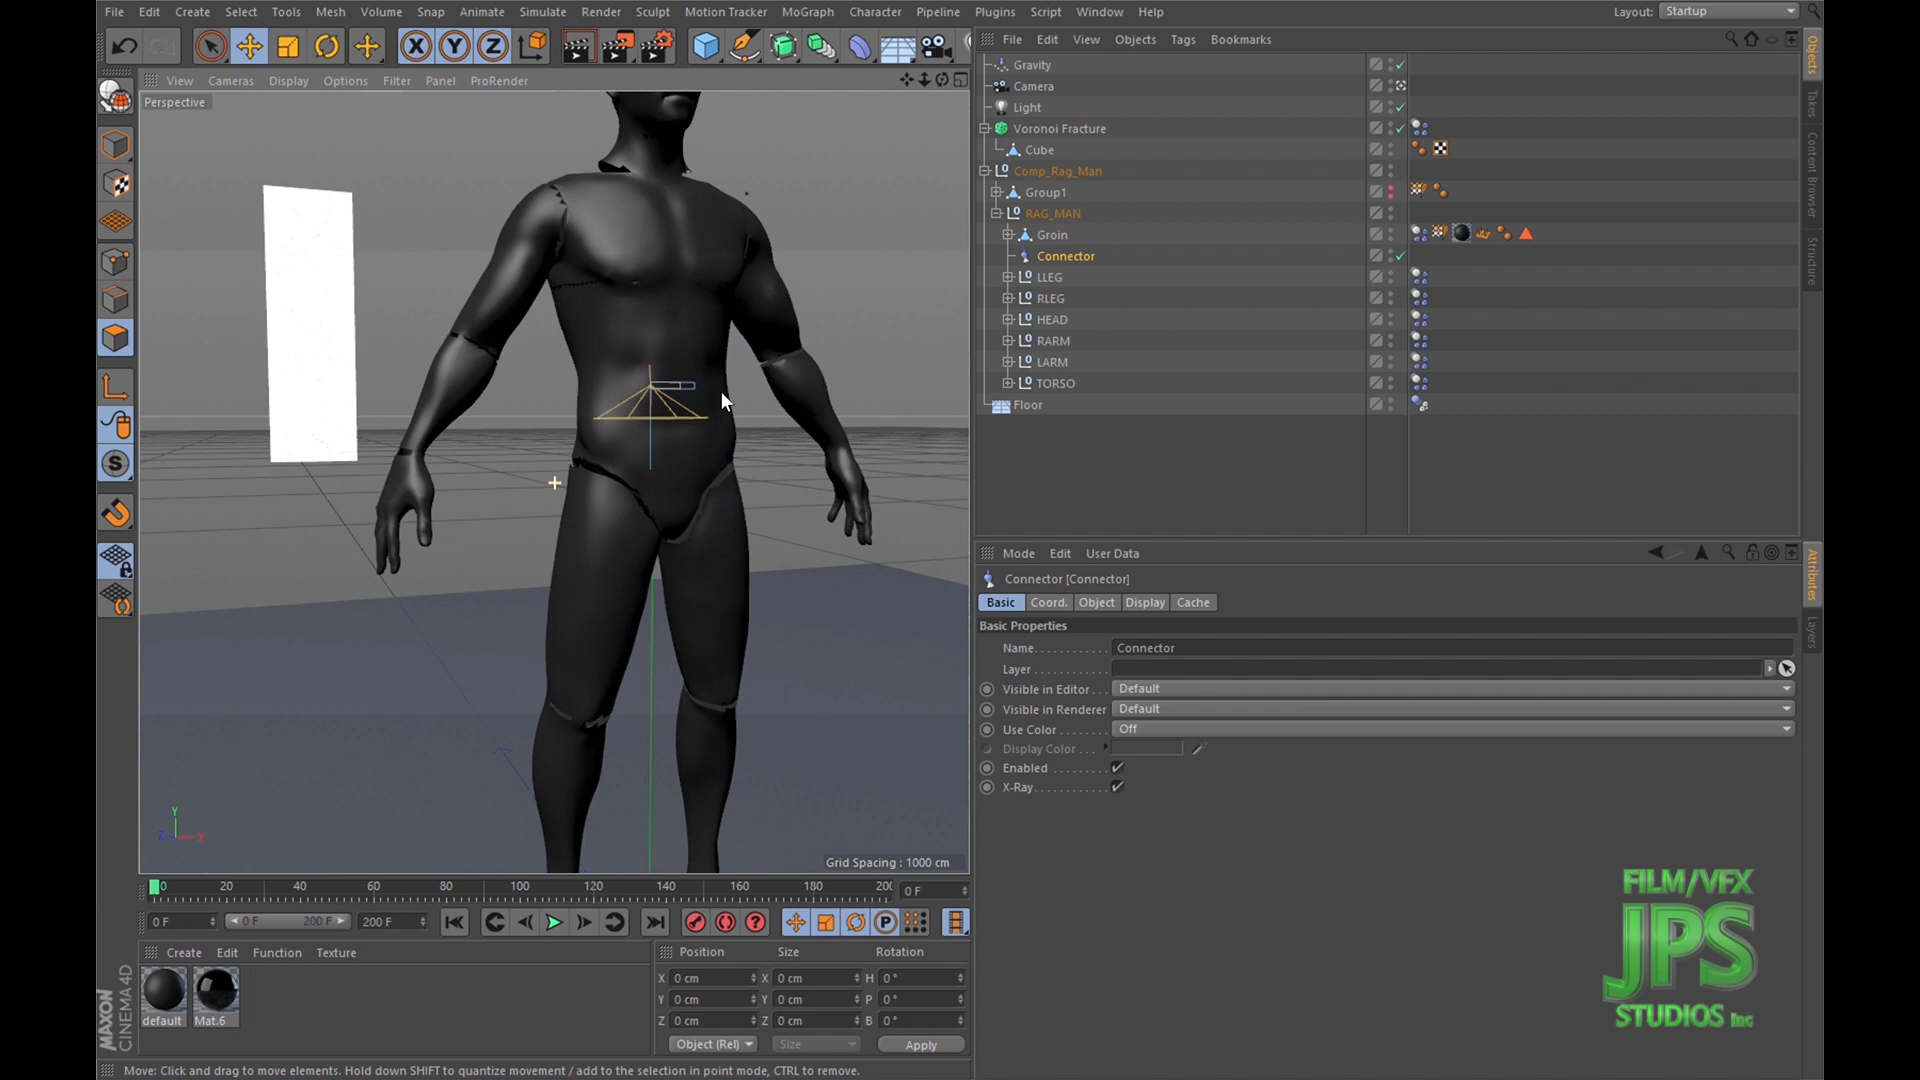 File Edit Create Select Tools Mesh Volume Snap Animate Simulate Render Sculpt Motion Tracker MoGraph Character Pipeline Plugins Script Window Help Layout: Startup
X Y Z
File Edit View Objects Tags Bookmarks
View Cameras Display Options Filter Panel ProRender
Perspective
Gravity
Camera
Light
Voronoi Fracture
Cube
Comp_Rag_Man
Group1
RAG_MAN
Groin
Connector
LLEG
RLEG
HEAD
RARM
LARM
TORSO
Floor
Objects
Takes
Content Browser
Structure
Mode Edit User Data
Connector [Connector]
Basic Coord. Object Display Cache
Basic Properties
Name Connector
Layer
Visible in Editor Default
Visible in Renderer Default
Use Color Off
Display Color
Enabled
X-Ray
Attributes
Layers
Y
Z X
Grid Spacing : 1000 cm
0 20 40 60 80 100 120 140 160 180 200 0 F
0 F 0 F 200 F 200 F
Create Edit Function Texture
default Mat.6
Position Size Rotation
X 0 cm X 0 cm H 0 °
Y 0 cm Y 0 cm P 0 °
Z 0 cm Z 0 cm B 0 °
Object (Rel) Size Apply
MAXON
CINEMA 4D
Move: Click and drag to move elements. Hold down SHIFT to quantize movement / add to the selection in point mode, CTRL to remove.
FILM/VFX
JPS
STUDIOS Inc